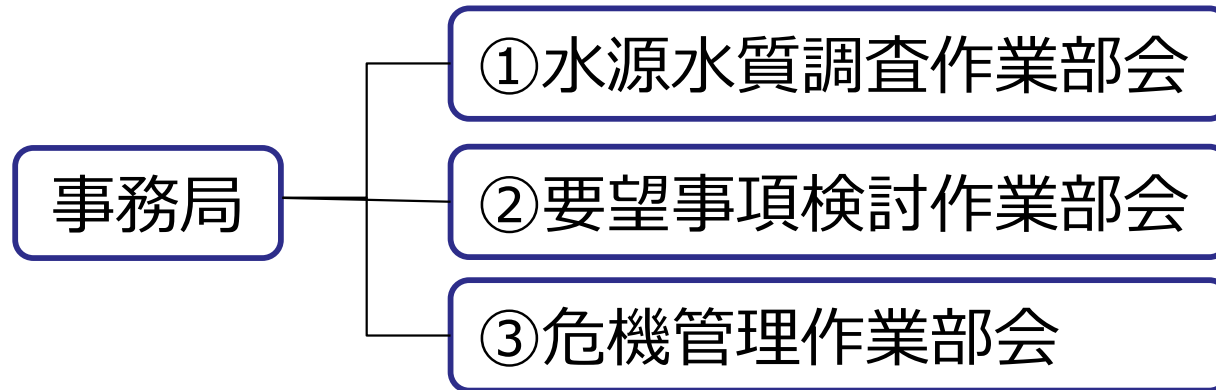 事務局
①水源水質調査作業部会
②要望事項検討作業部会
③危機管理作業部会